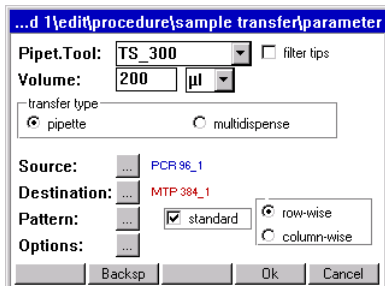 ...d 1\edit\procedure\sample transfer\parameter
Pipet.Tool: TS_300 filter tips
Volume: 200 µl
transfer type
pipette multidispense
Source: ... PCR 96_1
Destination: ... MTP 384_1
Pattern: ... standard row-wise
column-wise
Options: ...
Backsp Ok Cancel